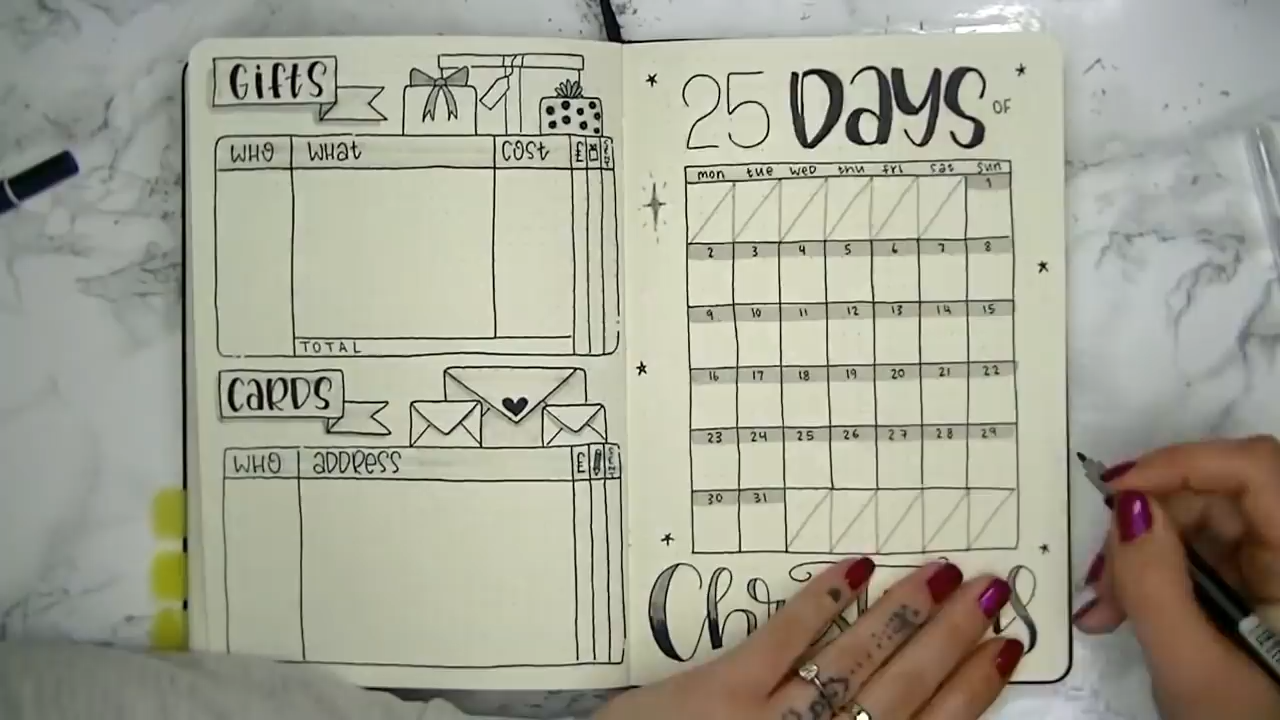 Gifts
WHO What Cost £
TOTAL
CARDS
WHO address £
25 Days OF
mon tue wed thu fri sat sun
1
2 3 4 5 6 7 8
9 10 11 12 13 14 15
16 17 18 19 20 21 22
23 24 25 26 27 28 29
30 31